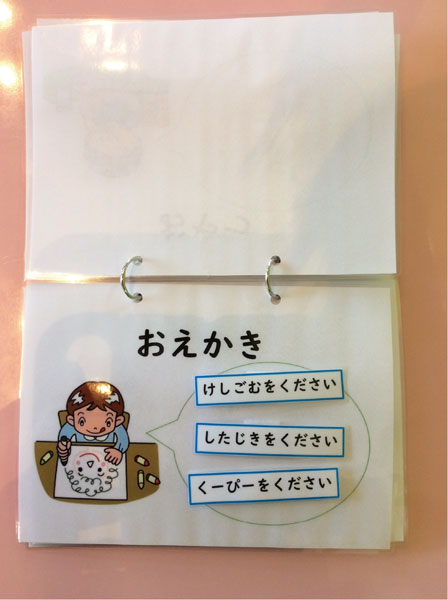 おえかき
けしごむをください
したじきをください
くーぴーをください